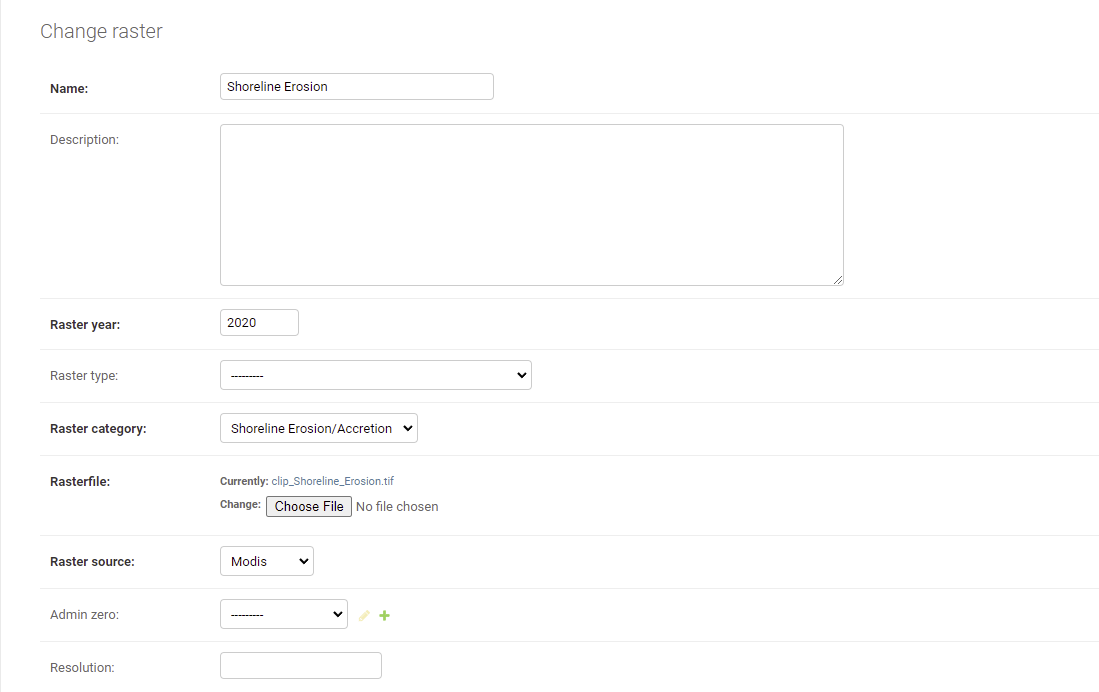 Change raster
Name: Shoreline Erosion
Description:
Raster year: 2020
Raster type: ---------
Raster category: Shoreline Erosion/Accretion
Rasterfile: Currently: clip_Shoreline_Erosion.tif
Change: Choose File No file chosen
Raster source: Modis
Admin zero: ---------
Resolution: